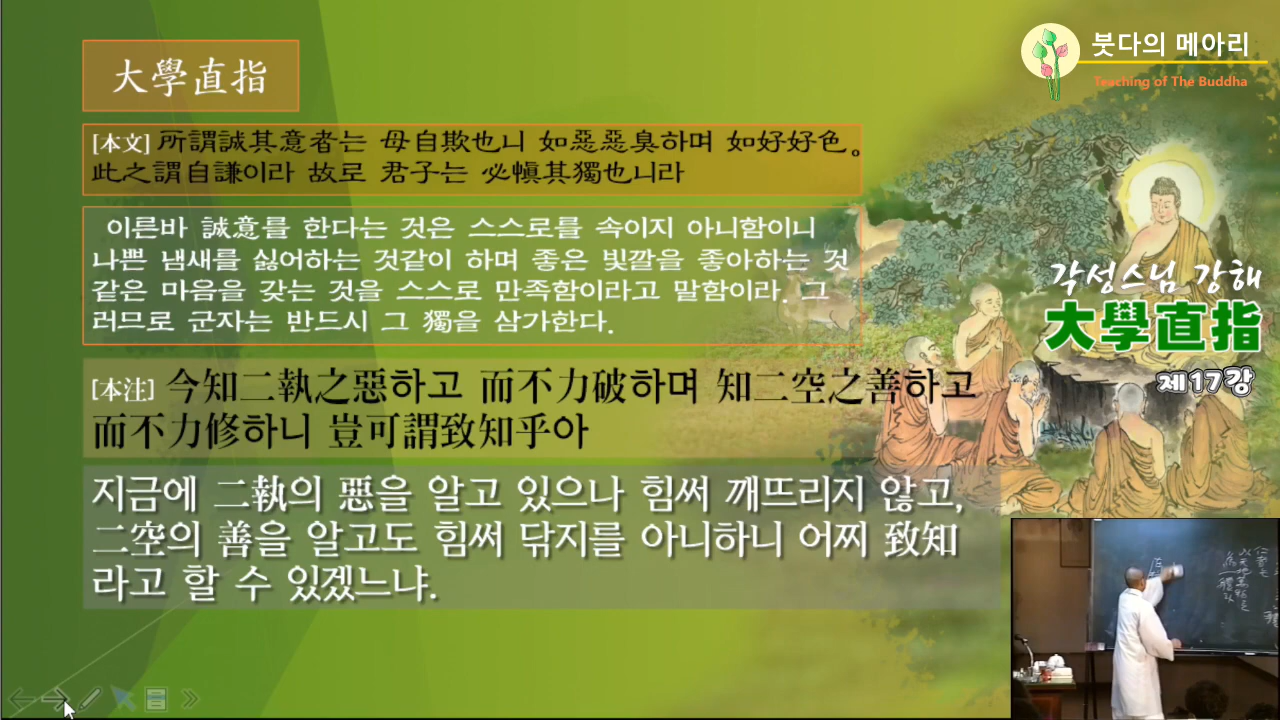 大學直指
[本文] 所謂誠其意者는 母自欺也니 如惡惡臭하며 如好好色。
此之謂自謙이라 故로 君子는 必愼其獨也니라
이른바 誠意를 한다는 것은 스스로를 속이지 아니함이니
나쁜 냄새를 싫어하는 것같이 하며 좋은 빛깔을 좋아하는 것
같은 마음을 갖는 것을 스스로 만족함이라고 말함이라. 그
러므로 군자는 반드시 그 獨을 삼가한다.
[本注] 今知二執之惡하고 而不力破하며 知二空之善하고
而不力修하니 豈可謂致知乎아
지금에 二執의 惡을 알고 있으나 힘써 깨뜨리지 않고,
二空의 善을 알고도 힘써 닦지를 아니하니 어찌 致知
라고 할 수 있겠느냐.
붓다의 메아리
Teaching of The Buddha
각성스님 강해
大學直指
제17강